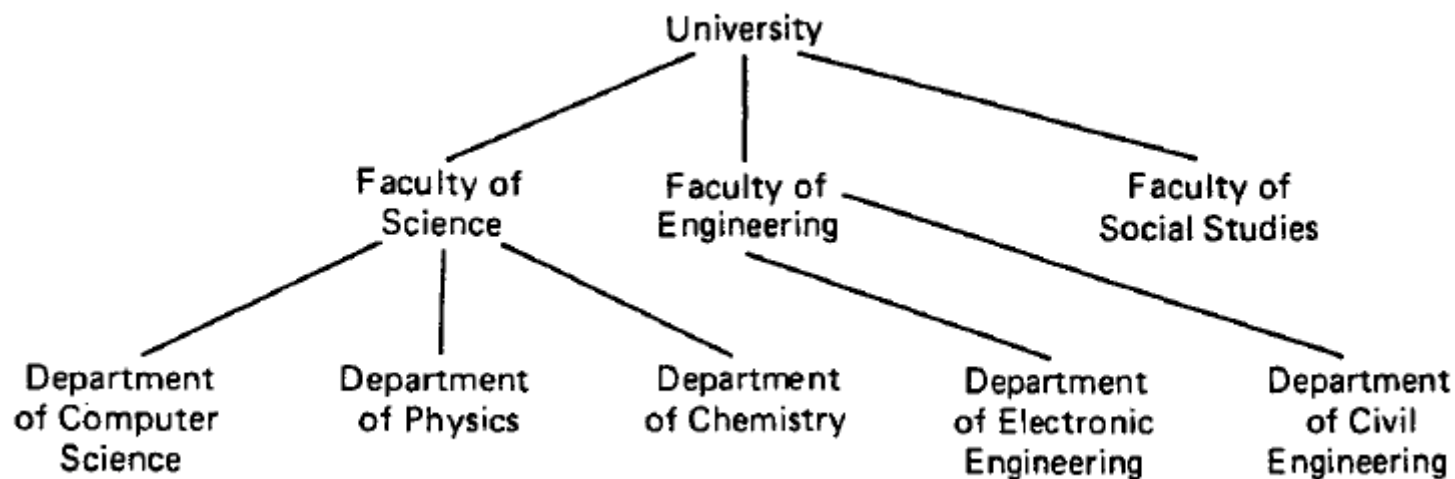 University
Faculty of
Science
Faculty of
Engineering
Faculty of
Social Studies
Department
of Computer
Science
Department
of Physics
Department
of Chemistry
Department
of Electronic
Engineering
Department
of Civil
Engineering